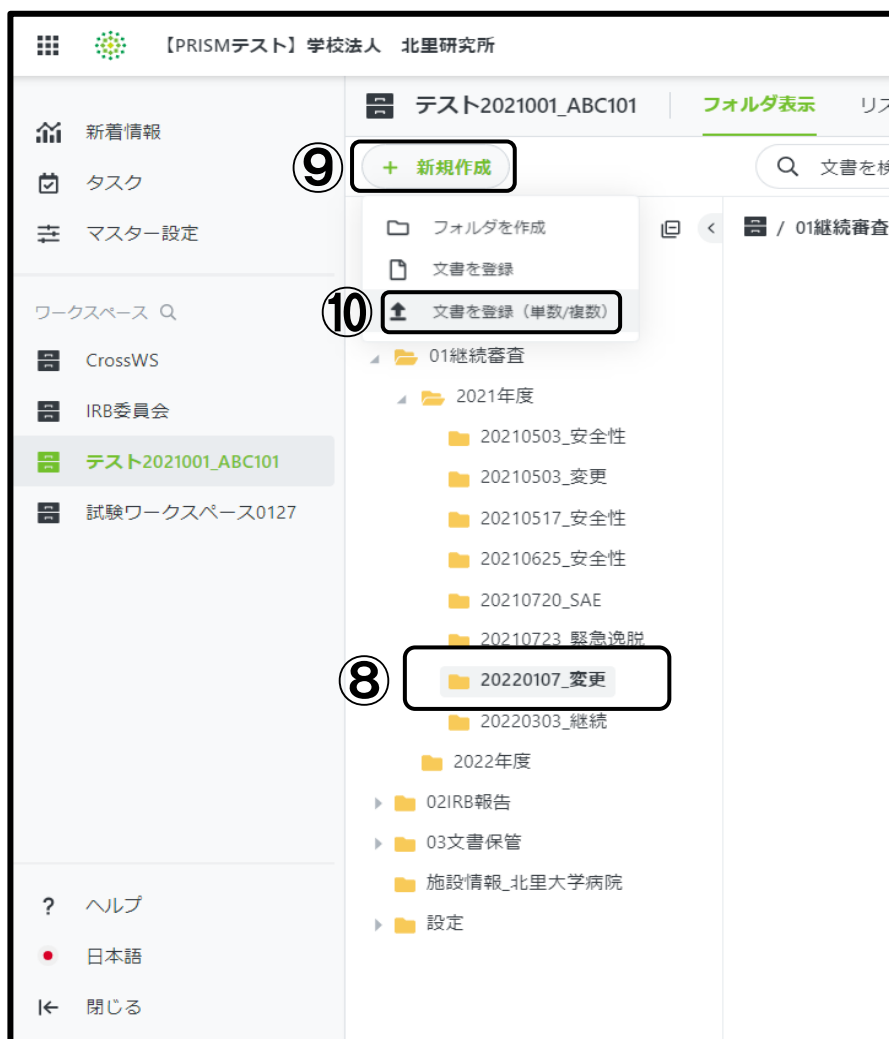 【PRISMテスト】学校法人 北里研究所
新着情報
タスク
マスター設定
ワークスペース
CrossWS
IRB委員会
テスト2021001_ABC101
試験ワークスペース0127
? ヘルプ
日本語
閉じる
テスト2021001_ABC101 フォルダ表示 リス
⑨ + 新規作成 文書を検
フォルダを作成
文書を登録
⑩ 文書を登録（単数/複数）
/ 01継続審査
01継続審査
2021年度
20210503_安全性
20210503_変更
20210517_安全性
20210625_安全性
20210720_SAE
20210723_緊急逸脱
⑧ 20220107_変更
20220303_継続
2022年度
02IRB報告
03文書保管
施設情報_北里大学病院
設定